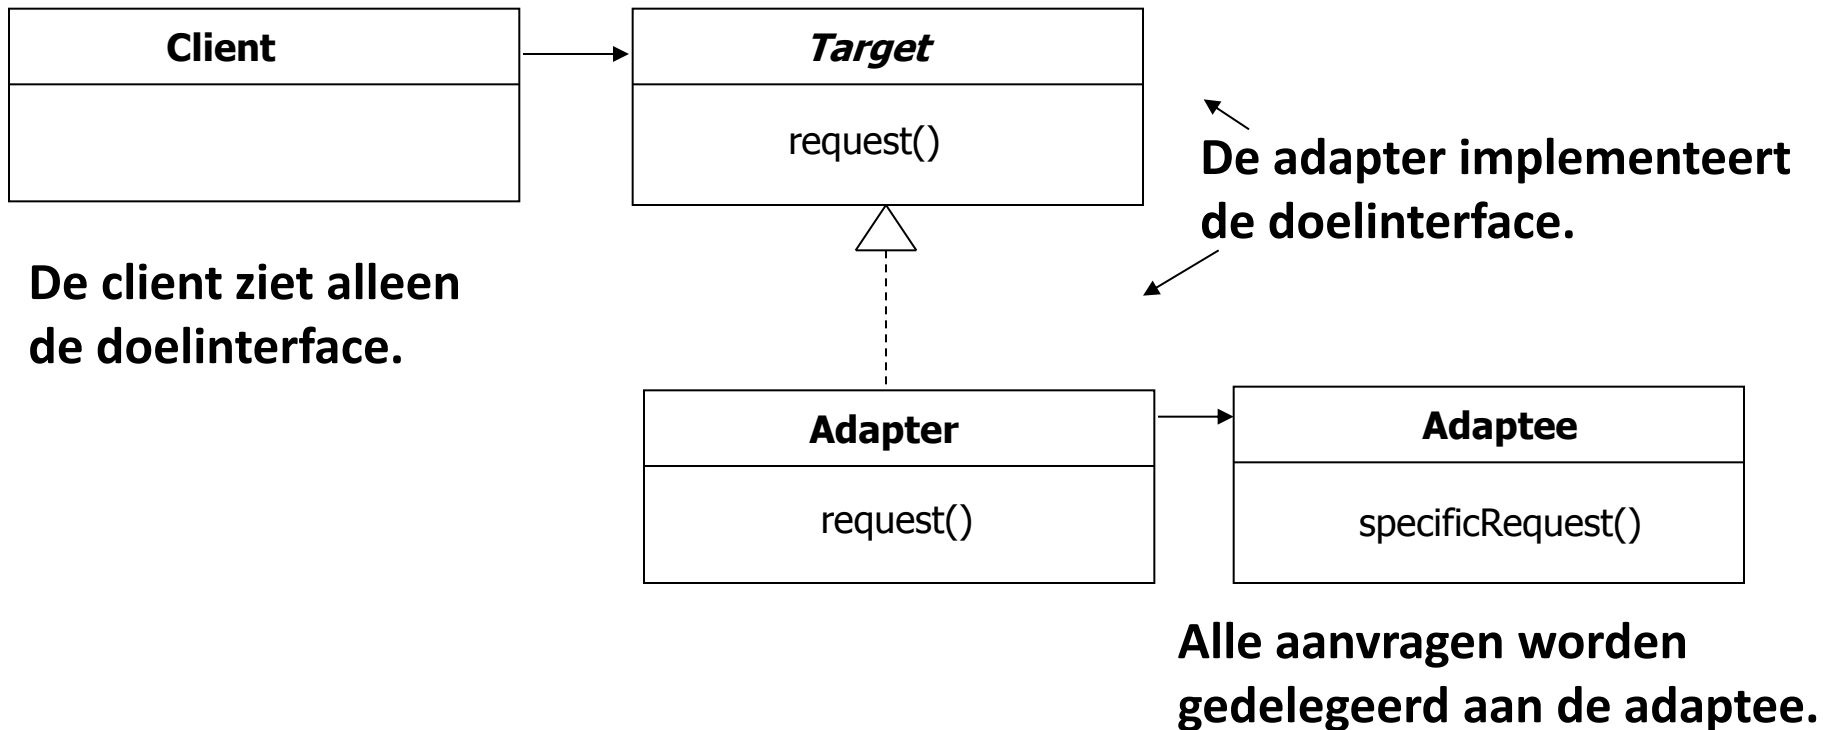 Client
Target
request()
De adapter implementeert
de doelinterface.
De client ziet alleen
de doelinterface.
Adapter
request()
Adaptee
specificRequest()
Alle aanvragen worden
gedelegeerd aan de adaptee.